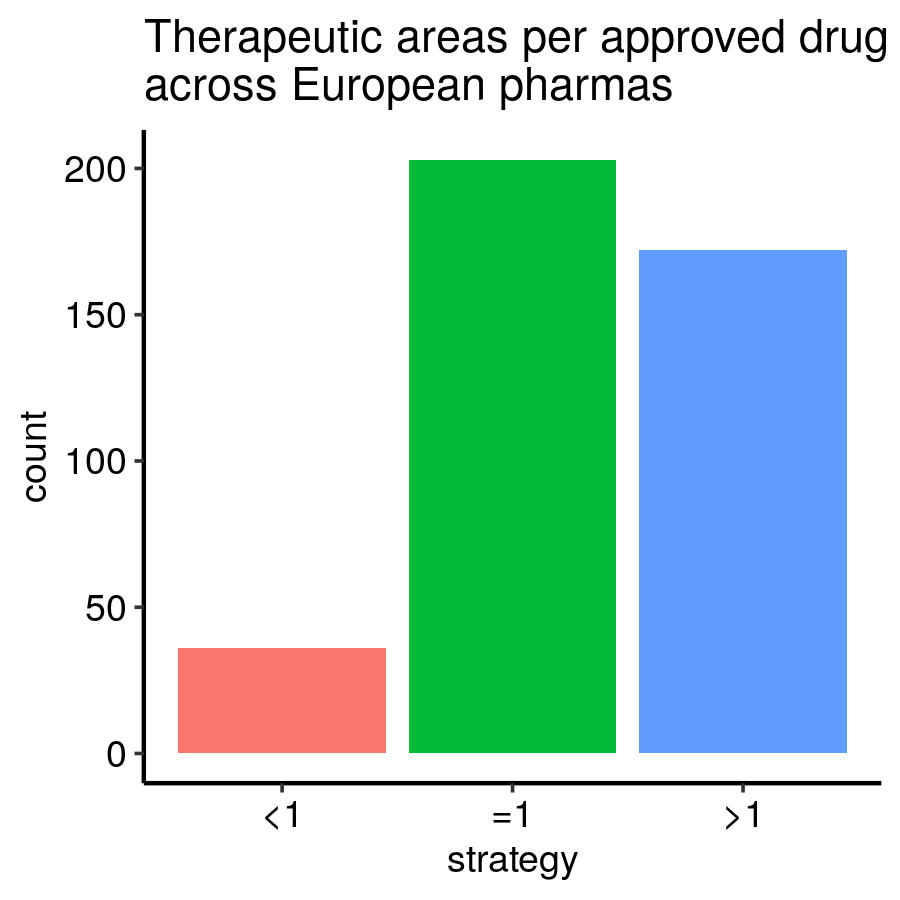 Therapeutic areas per approved drug
across European pharmas
count
200
150
100
50
0
<1
=1
>1
strategy